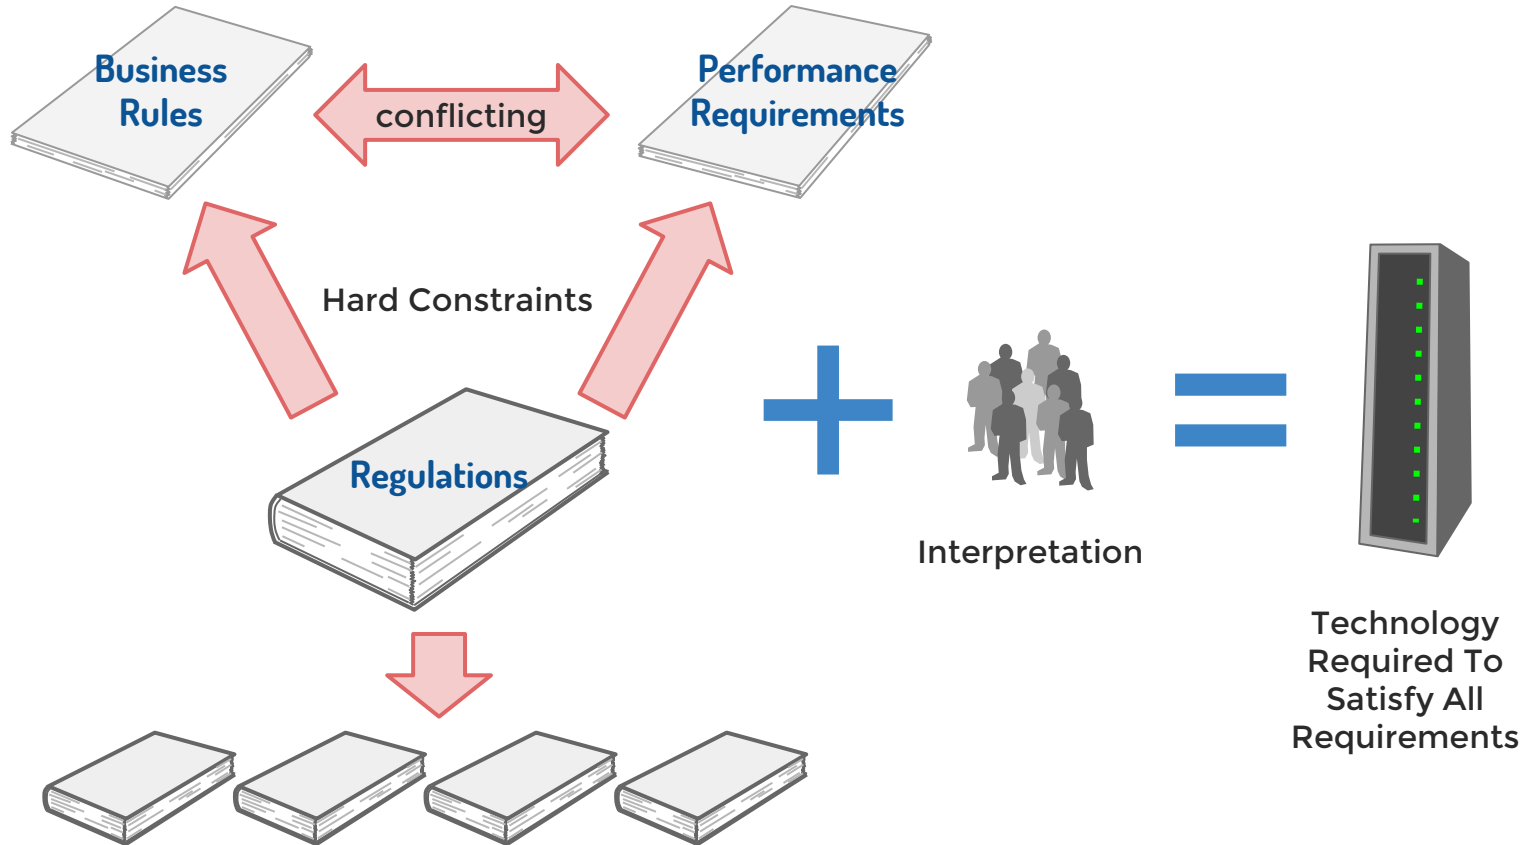 Business
Rules
conflicting
Performance
Requirements
Hard Constraints
Regulations
Interpretation
Technology
Required To
Satisfy All
Requirements